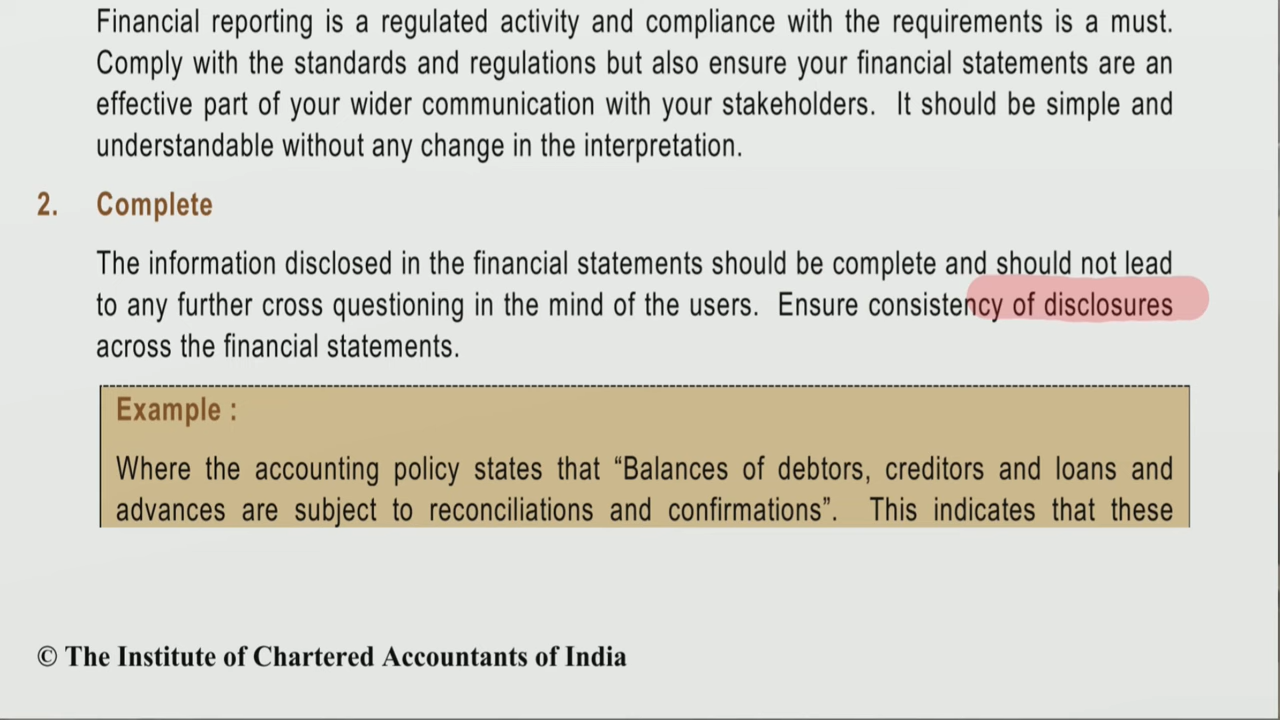 Financial reporting is a regulated activity and compliance with the requirements is a must.
Comply with the standards and regulations but also ensure your financial statements are an
effective part of your wider communication with your stakeholders. It should be simple and
understandable without any change in the interpretation.
2. Complete
The information disclosed in the financial statements should be complete and should not lead
to any further cross questioning in the mind of the users. Ensure consistency of disclosures
across the financial statements.
Example :
Where the accounting policy states that “Balances of debtors, creditors and loans and
advances are subject to reconciliations and confirmations”. This indicates that these
© The Institute of Chartered Accountants of India